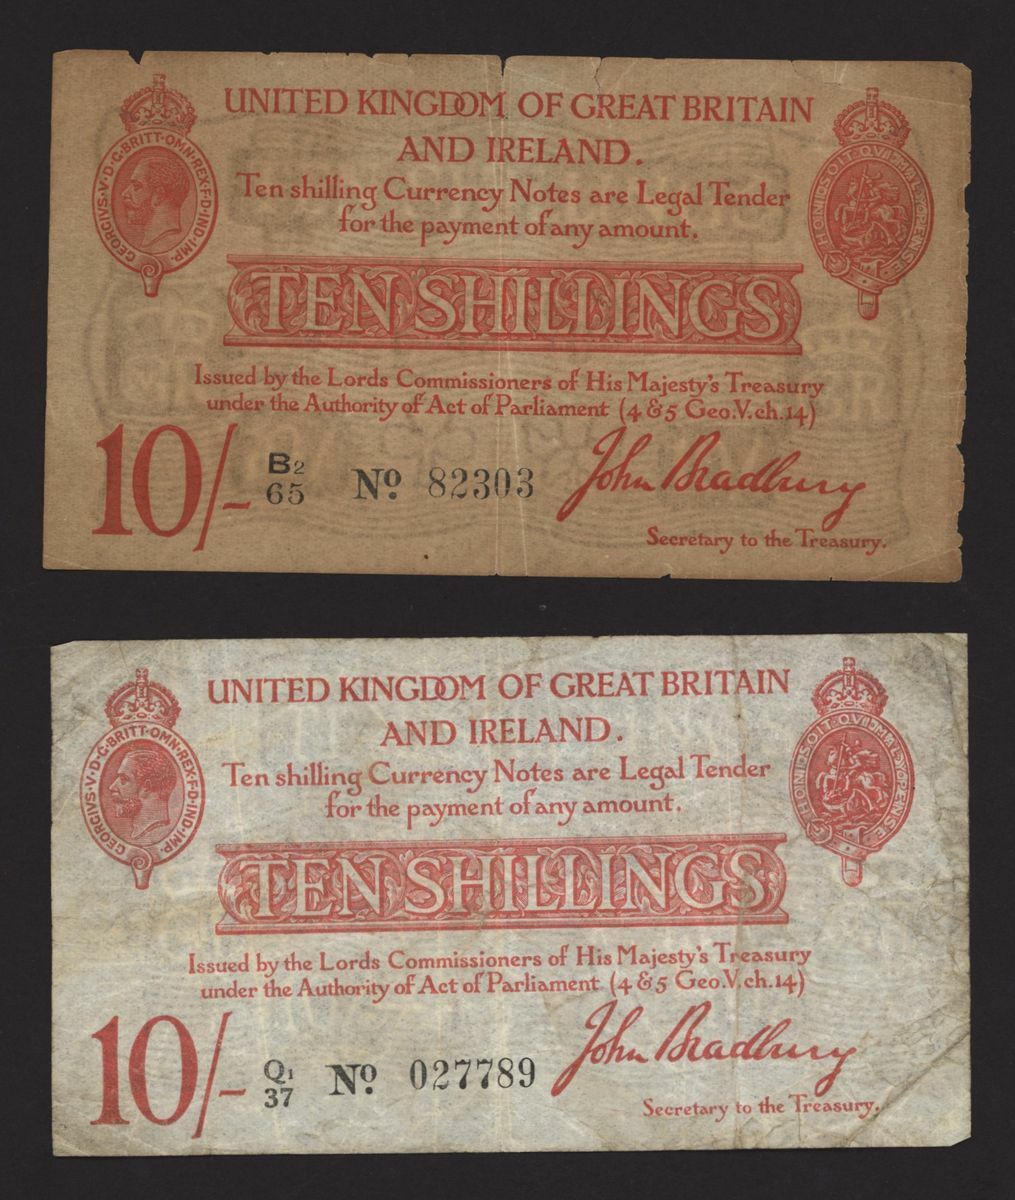 UNITED KINGDOM OF GREAT BRITAIN
AND IRELAND.
GEORGIVS·V·D·G·BRITT·OMN·REX·F·D·IND·IMP·
HONI·SOIT·QVI·MAL·Y·PENSE
Ten shilling Currency Notes are Legal Tender
for the payment of any amount.
TEN SHILLINGS
Issued by the Lords Commissioners of His Majesty's Treasury
under the Authority of Act of Parliament (4 & 5 Geo.V.ch.14)
10/- B2/65 No. 82303 John Bradbury
Secretary to the Treasury.
UNITED KINGDOM OF GREAT BRITAIN
AND IRELAND.
GEORGIVS·V·D·G·BRITT·OMN·REX·F·D·IND·IMP·
HONI·SOIT·QVI·MAL·Y·PENSE
Ten shilling Currency Notes are Legal Tender
for the payment of any amount.
TEN SHILLINGS
Issued by the Lords Commissioners of His Majesty's Treasury
under the Authority of Act of Parliament (4 & 5 Geo.V.ch.14)
10/- Q1/37 No. 027789 John Bradbury
Secretary to the Treasury.